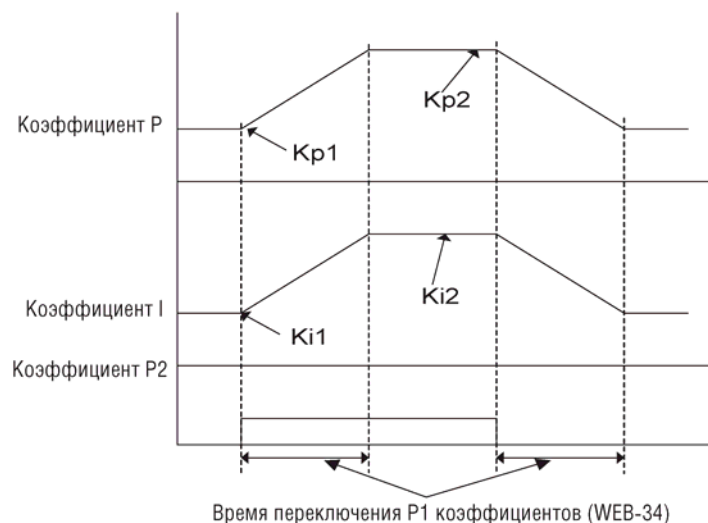 Kp2
Коэффициент P
Kp1
Ki2
Коэффициент I
Ki1
Коэффициент P2
Время переключения P1 коэффициентов (WEB-34)